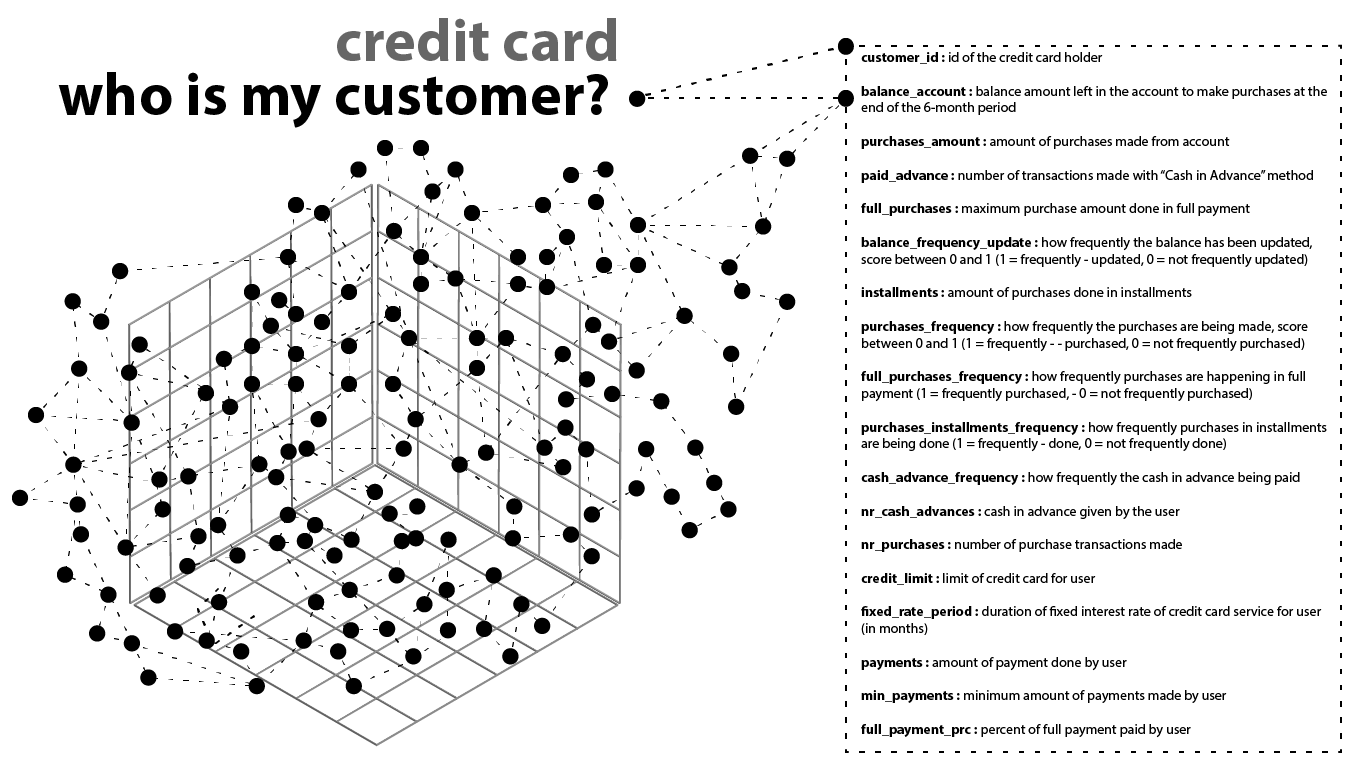 credit card
who is my customer?
customer_id : id of the credit card holder
balance_account : balance amount left in the account to make purchases at the
end of the 6-month period
purchases_amount : amount of purchases made from account
paid_advance : number of transactions made with “Cash in Advance” method
full_purchases : maximum purchase amount done in full payment
balance_frequency_update : how frequently the balance has been updated,
score between 0 and 1 (1 = frequently - updated, 0 = not frequently updated)
installments : amount of purchases done in installments
purchases_frequency : how frequently the purchases are being made, score
between 0 and 1 (1 = frequently - - purchased, 0 = not frequently purchased)
full_purchases_frequency : how frequently purchases are happening in full
payment (1 = frequently purchased, - 0 = not frequently purchased)
purchases_installments_frequency : how frequently purchases in installments
are being done (1 = frequently - done, 0 = not frequently done)
cash_advance_frequency : how frequently the cash in advance being paid
nr_cash_advances : cash in advance given by the user
nr_purchases : number of purchase transactions made
credit_limit : limit of credit card for user
fixed_rate_period : duration of fixed interest rate of credit card service for user
(in months)
payments : amount of payment done by user
min_payments : minimum amount of payments made by user
full_payment_prc : percent of full payment paid by user